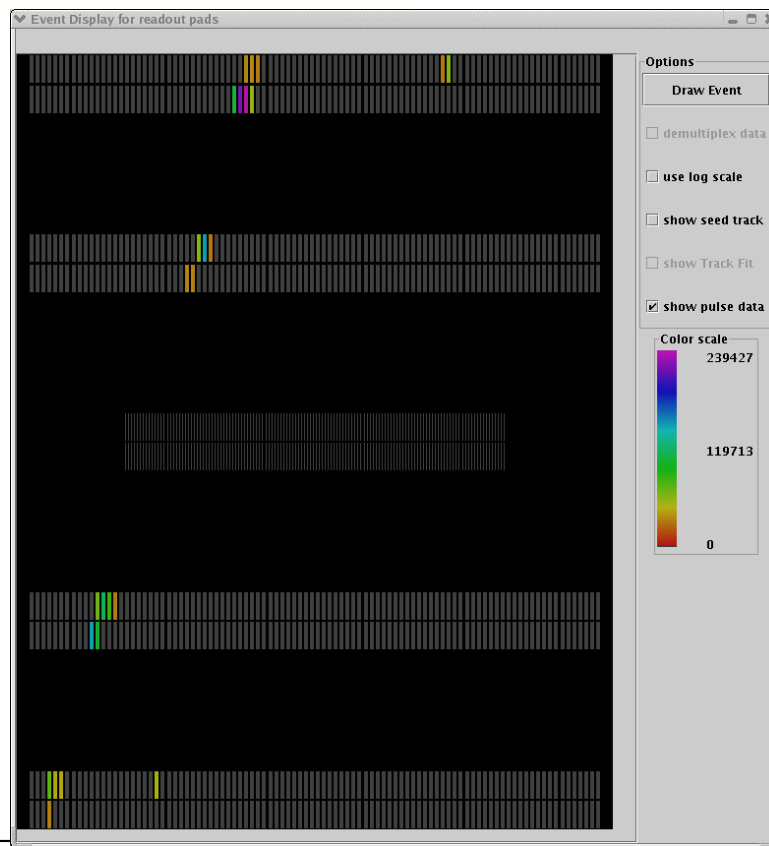 Event Display for readout pads
Options
Draw Event
demultiplex data
use log scale
show seed track
show Track Fit
show pulse data
Color scale
239427
119713
0